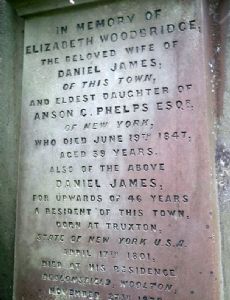 IN MEMORY OF
ELIZABETH WOODBRIDGE,
THE BELOVED WIFE OF
DANIEL JAMES,
OF THIS TOWN,
AND ELDEST DAUGHTER OF
ANSON G. PHELPS ESQR.
OF NEW YORK,
WHO DIED JUNE 19TH 1847,
AGED 39 YEARS.
ALSO OF THE ABOVE
DANIEL JAMES,
FOR UPWARDS OF 46 YEARS
A RESIDENT OF THIS TOWN,
BORN AT TRUXTON,
STATE OF NEW YORK U.S.A.
APRIL 17TH 1801,
DIED AT HIS RESIDENCE
BEACONSFIELD, WOOLTON,
NOVEMBER 27TH